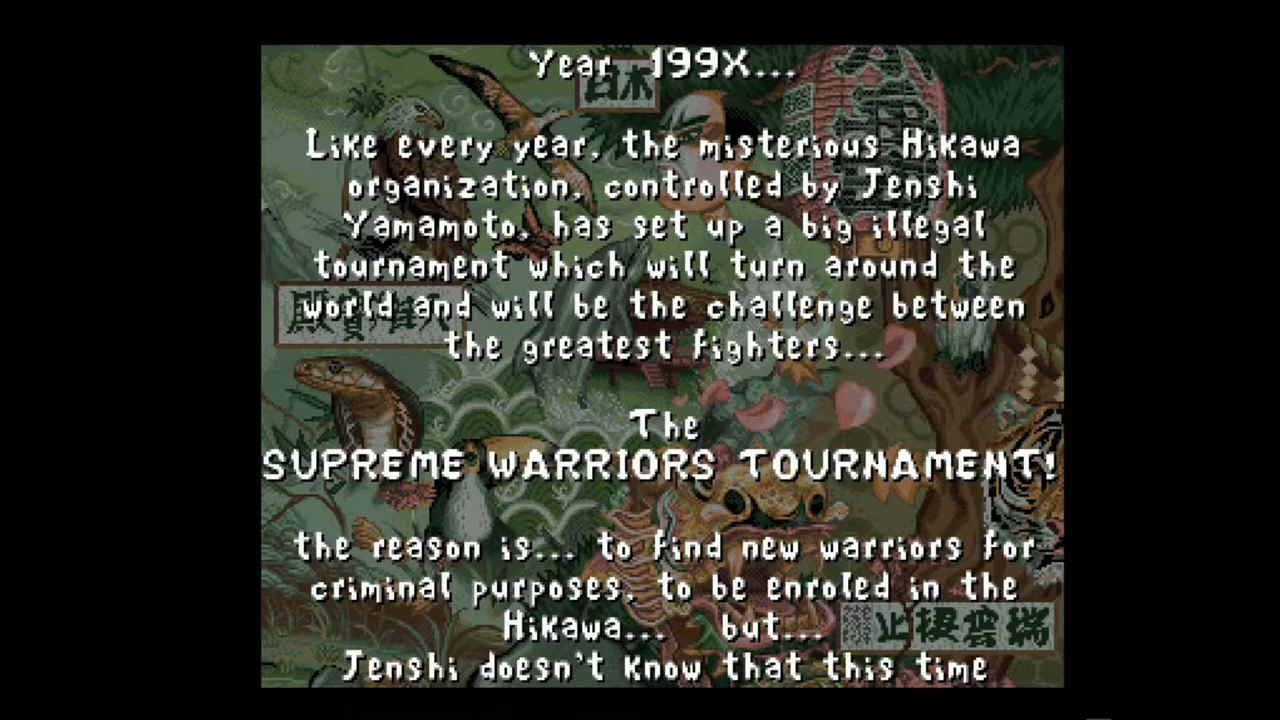 Year 199X...
日本
Like every year, the misterious Hikawa
organization, controlled by Jenshi
Yamamoto, has set up a big illegal
tournament which will turn around the
world and will be the challenge between
the greatest fighters...
The
SUPREME WARRIORS TOURNAMENT!
the reason is... to find new warriors for
criminal purposes, to be enroled in the
Hikawa... but...
Jenshi doesn't know that this time